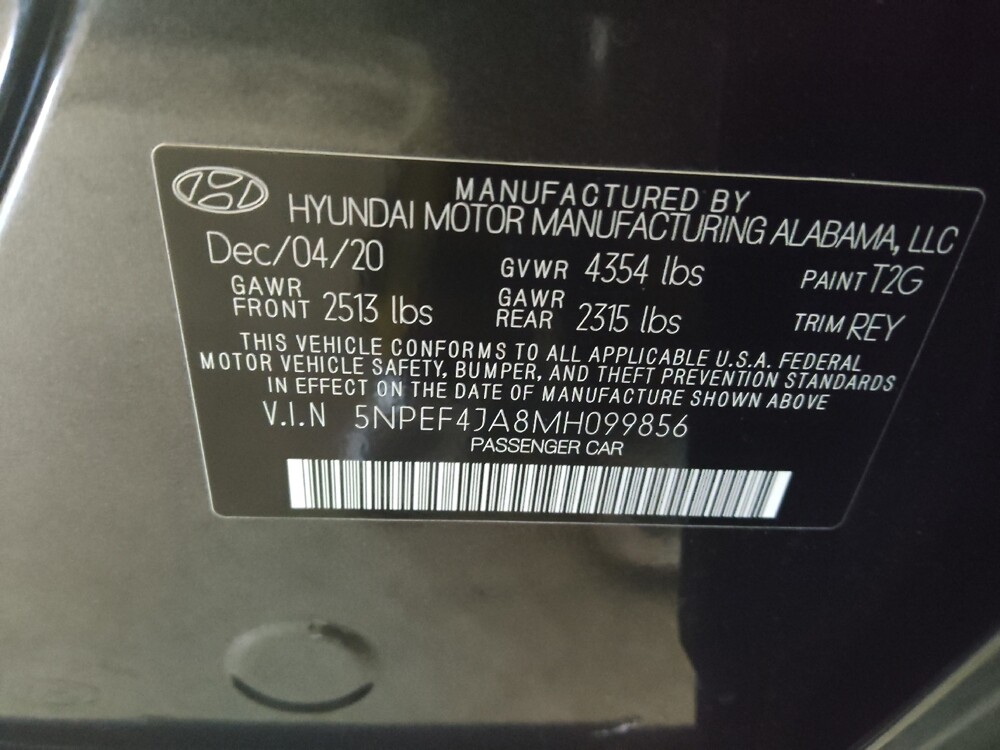 MANUFACTURED BY
HYUNDAI MOTOR MANUFACTURING ALABAMA, LLC
Dec/04/20 GVWR 4354 lbs PAINT T2G
GAWR FRONT 2513 lbs GAWR REAR 2315 lbs TRIM REY
THIS VEHICLE CONFORMS TO ALL APPLICABLE U.S.A. FEDERAL
MOTOR VEHICLE SAFETY, BUMPER, AND THEFT PREVENTION STANDARDS
IN EFFECT ON THE DATE OF MANUFACTURE SHOWN ABOVE
V.I.N 5NPEF4JA8MH099856
PASSENGER CAR